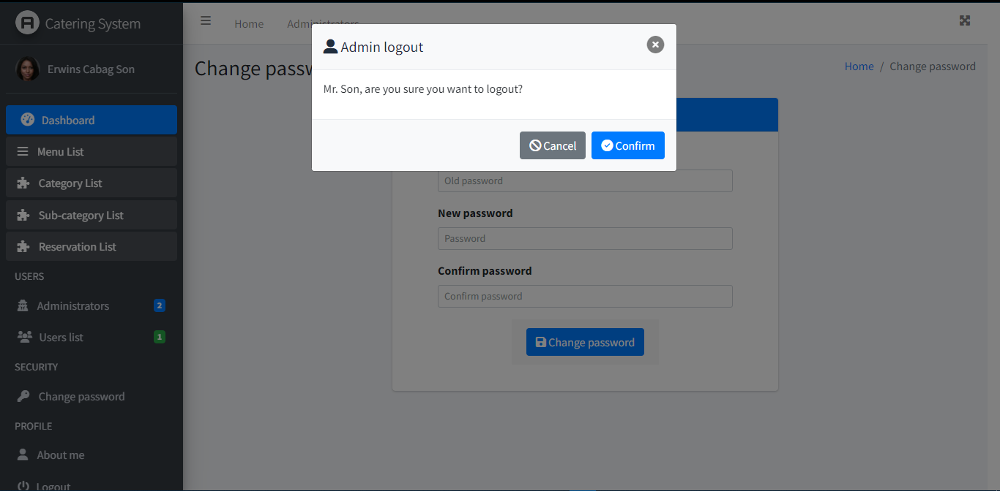 Catering System
Home
Administrators
Erwins Cabag Son
Dashboard
Menu List
Category List
Sub-category List
Reservation List
USERS
Administrators 2
Users list 1
SECURITY
Change password
PROFILE
About me
Logout
Admin logout
Mr. Son, are you sure you want to logout?
Cancel Confirm
Change passw
Home / Change password
Old password
New password
Password
Confirm password
Confirm password
Change password